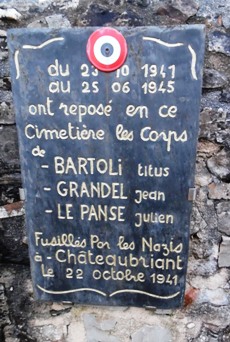 du 23 10 1941
au 25 06 1945
ont reposé en ce
Cimetière les Corps
de
- BARTOLI titus
- GRANDEL jean
- LE PANSE julien
Fusillés Par les Nazis
à - Châteaubriant
le 22 octobre 1941